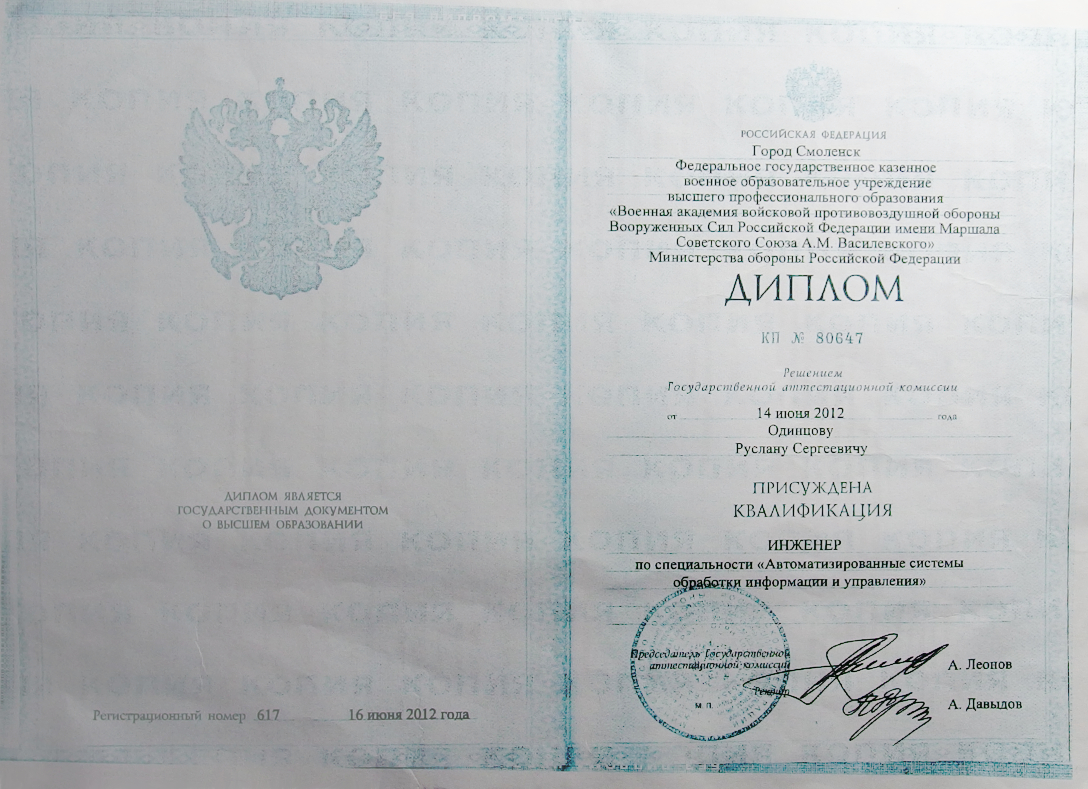 ДИПЛОМ ЯВЛЯЕТСЯ
ГОСУДАРСТВЕННЫМ ДОКУМЕНТОМ
О ВЫСШЕМ ОБРАЗОВАНИИ
Регистрационный номер 617 16 июня 2012 года
РОССИЙСКАЯ ФЕДЕРАЦИЯ
Город Смоленск
Федеральное государственное казенное
военное образовательное учреждение
высшего профессионального образования
«Военная академия войсковой противовоздушной обороны
Вооруженных Сил Российской Федерации имени Маршала
Советского Союза А.М. Василевского»
Министерства обороны Российской Федерации
ДИПЛОМ
КП № 80647
Решением
Государственной аттестационной комиссии
от 14 июня 2012 года
Одинцову
Руслану Сергеевичу
ПРИСУЖДЕНА
КВАЛИФИКАЦИЯ
ИНЖЕНЕР
по специальности «Автоматизированные системы
обработки информации и управления»
Председатель Государственной
аттестационной комиссии А. Леонов
Ректор А. Давыдов
М.П.